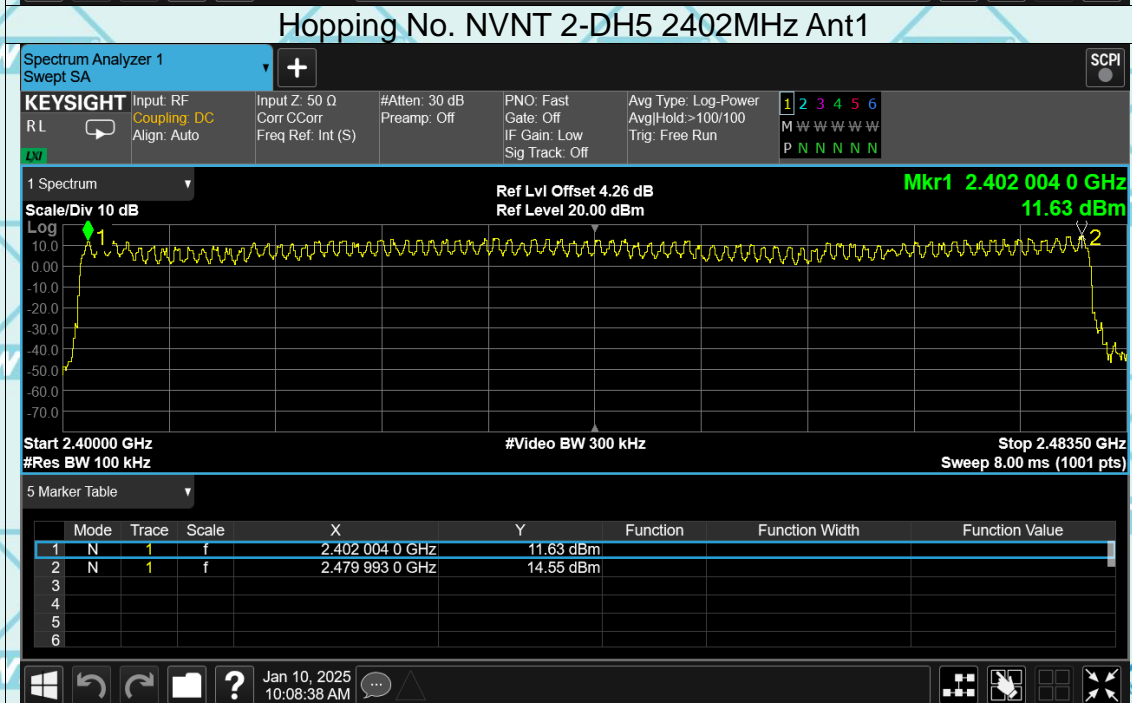 Hopping No. NVNT 2-DH5 2402MHz Ant1
Spectrum Analyzer 1
Swept SA
+
SCPI
KEYSIGHT
R L
LXI
Input: RF
Coupling: DC
Align: Auto
Input Z: 50 Ω
Corr CCorr
Freq Ref: Int (S)
#Atten: 30 dB
Preamp: Off
PNO: Fast
Gate: Off
IF Gain: Low
Sig Track: Off
Avg Type: Log-Power
Avg|Hold:>100/100
Trig: Free Run
1 2 3 4 5 6
M W W W W W
P N N N N N
1 Spectrum
Scale/Div 10 dB
Ref Lvl Offset 4.26 dB
Ref Level 20.00 dBm
Mkr1 2.402 004 0 GHz
11.63 dBm
Log
10.0
0.00
-10.0
-20.0
-30.0
-40.0
-50.0
-60.0
-70.0
1
2
Start 2.40000 GHz
#Res BW 100 kHz
#Video BW 300 kHz
Stop 2.48350 GHz
Sweep 8.00 ms (1001 pts)
5 Marker Table
Mode Trace Scale X Y Function Function Width Function Value
1 N 1 f 2.402 004 0 GHz 11.63 dBm
2 N 1 f 2.479 993 0 GHz 14.55 dBm
3
4
5
6
?
Jan 10, 2025
10:08:38 AM